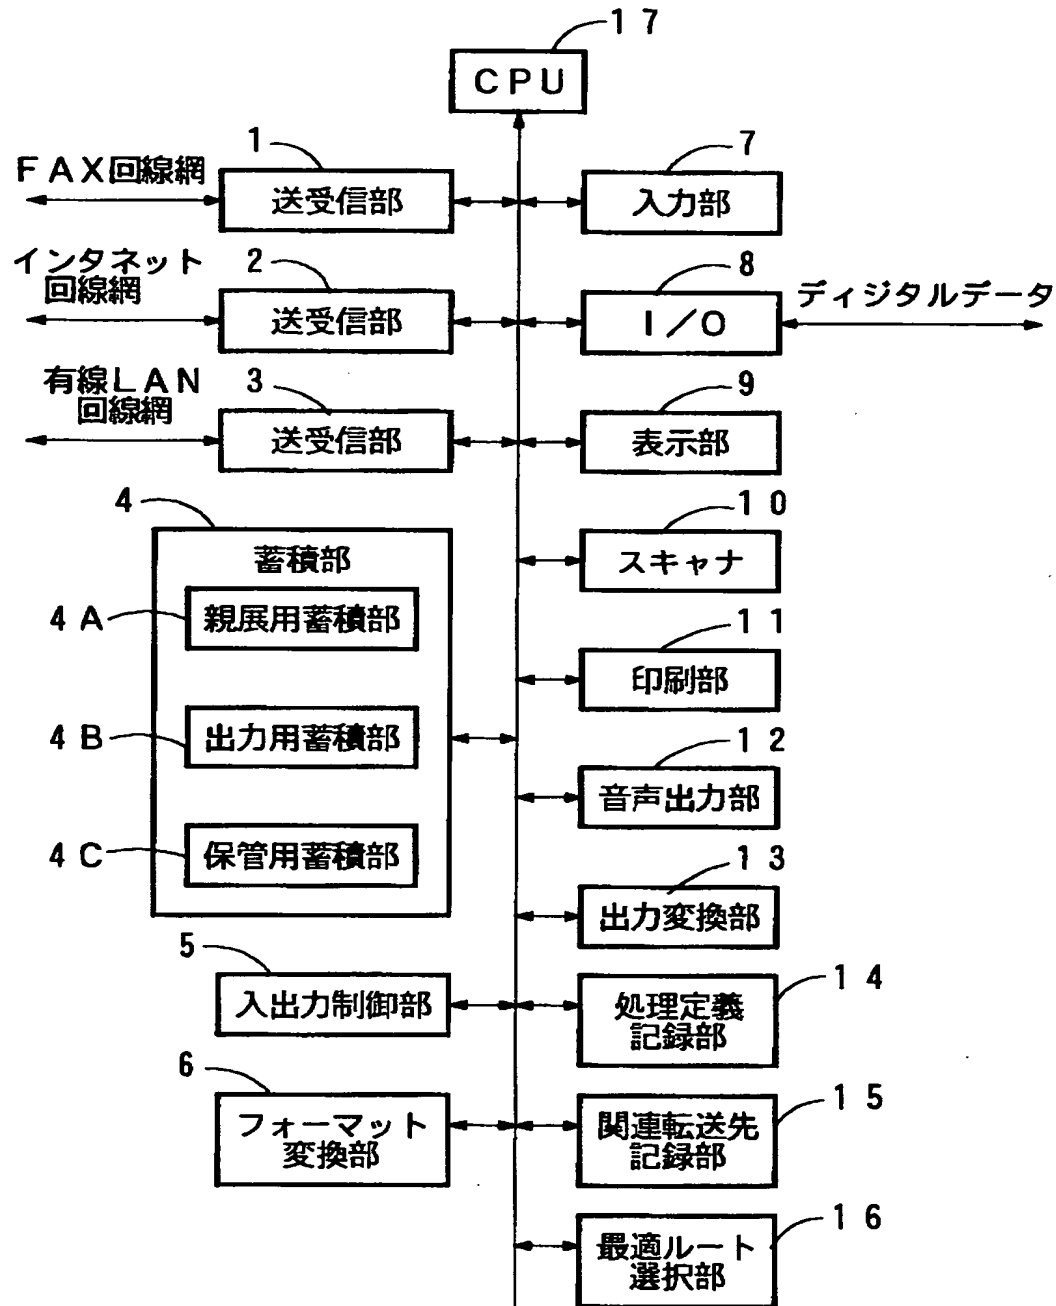 １７
ＣＰＵ
１
ＦＡＸ回線網
送受信部
７
入力部
インタネット
回線網
２
送受信部
８
Ｉ／Ｏ
ディジタルデータ
有線ＬＡＮ
回線網
３
送受信部
９
表示部
４
蓄積部
４Ａ
親展用蓄積部
４Ｂ
出力用蓄積部
４Ｃ
保管用蓄積部
１０
スキャナ
１１
印刷部
１２
音声出力部
１３
出力変換部
５
入出力制御部
１４
処理定義
記録部
６
フォーマット
変換部
１５
関連転送先
記録部
１６
最適ルート
選択部